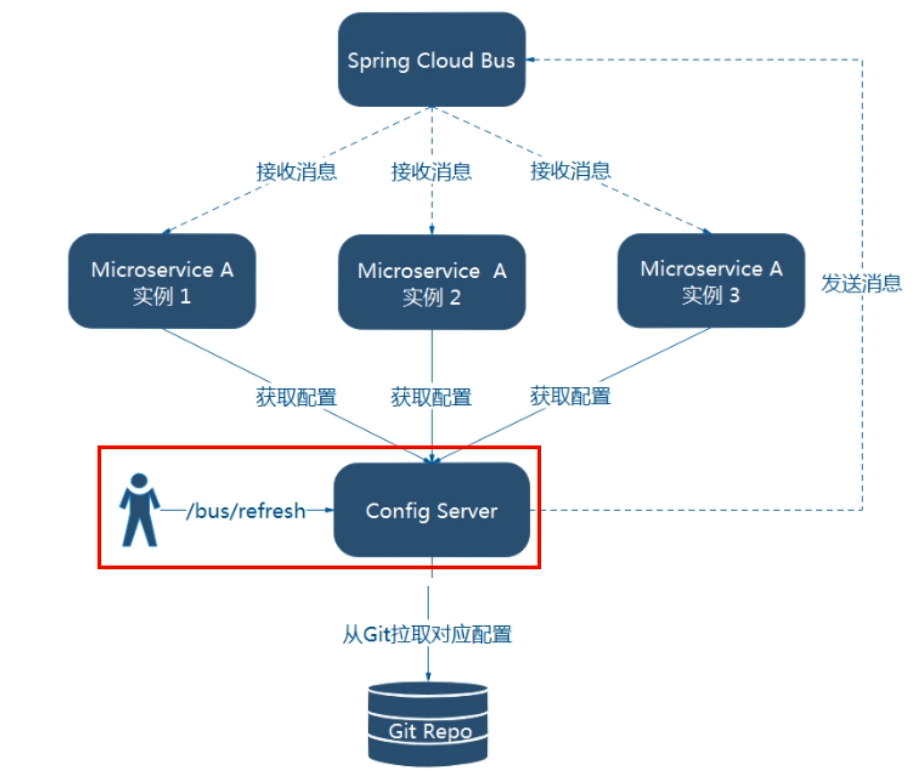 Spring Cloud Bus
接收消息
接收消息
接收消息
Microservice A
实例 1
Microservice A
实例 2
Microservice A
实例 3
发送消息
获取配置
获取配置
获取配置
/bus/refresh
Config Server
从Git拉取对应配置
Git Repo